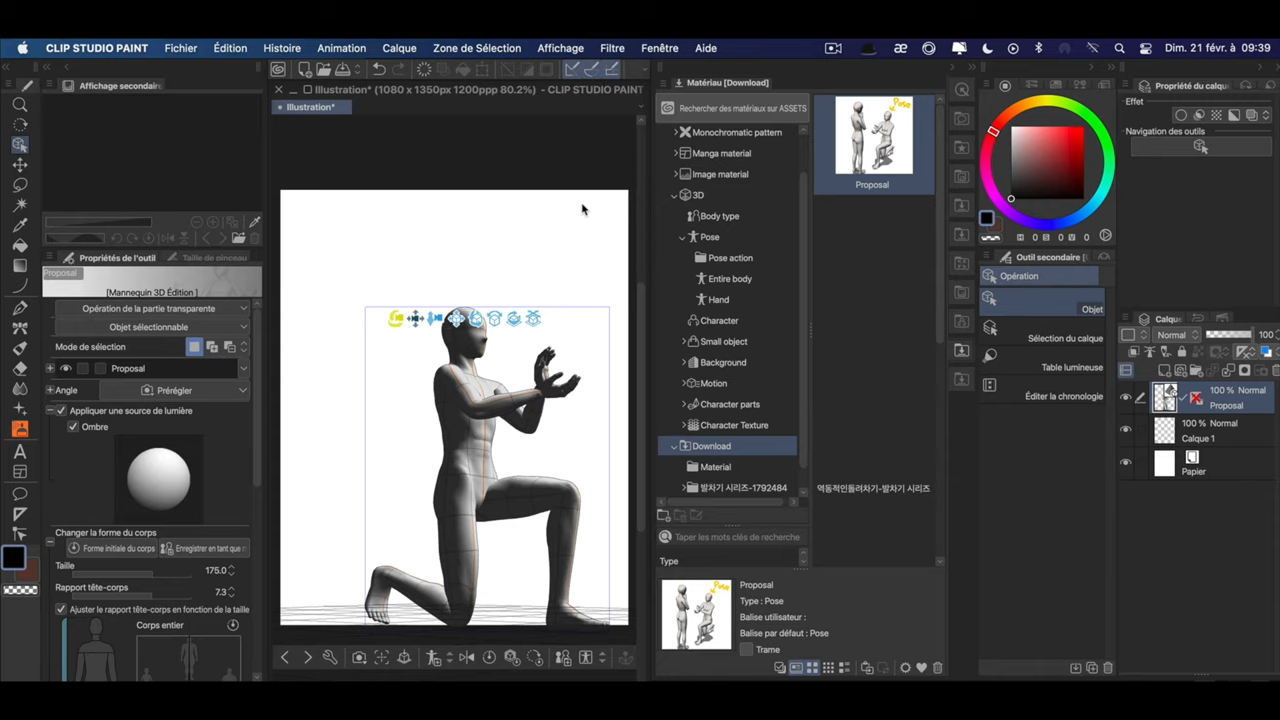 CLIP STUDIO PAINT Fichier Édition Histoire Animation Calque Zone de Sélection Affichage Filtre Fenêtre Aide Dim. 21 févr à 09:39
Affichage secondaire
Illustration* (1080 x 1350px 1200ppp 80.2%) - CLIP STUDIO PAINT
Illustration*
Propriétés de l'outil Taille de pinceau
Proposal
[Mannequin 3D Édition ]
Opération de la partie transparente
Objet sélectionnable
Mode de sélection
Proposal
Angle Prérégler
Appliquer une source de lumière
Ombre
Changer la forme du corps
Forme initiale du corps Enregistrer en tant que m
Taille 175.0
Rapport tête-corps 7.3
Ajuster le rapport tête-corps en fonction de la taille
Corps entier
Matériau [Download]
Rechercher des matériaux sur ASSETS
Monochromatic pattern
Manga material
Image material
3D
Body type
Pose
Pose action
Entire body
Hand
Character
Small object
Background
Motion
Character parts
Character Texture
Download
Material
발차기 시리즈-1792484
Pose
Proposal
역동적인돌려차기-발차기 시리즈
Taper les mots clés de recherche
Type
Pose
Proposal
Type : Pose
Balise utilisateur :
Balise par défaut : Pose
Trame
H 0 S 0 V 0
Outil secondaire [
Opération
Objet
Sélection du calque
Table lumineuse
Éditer la chronologie
Propriété du calqu
Effet
Navigation des outils
Calqu
Normal 100
100 % Normal
Proposal
100 % Normal
Calque 1
Papier